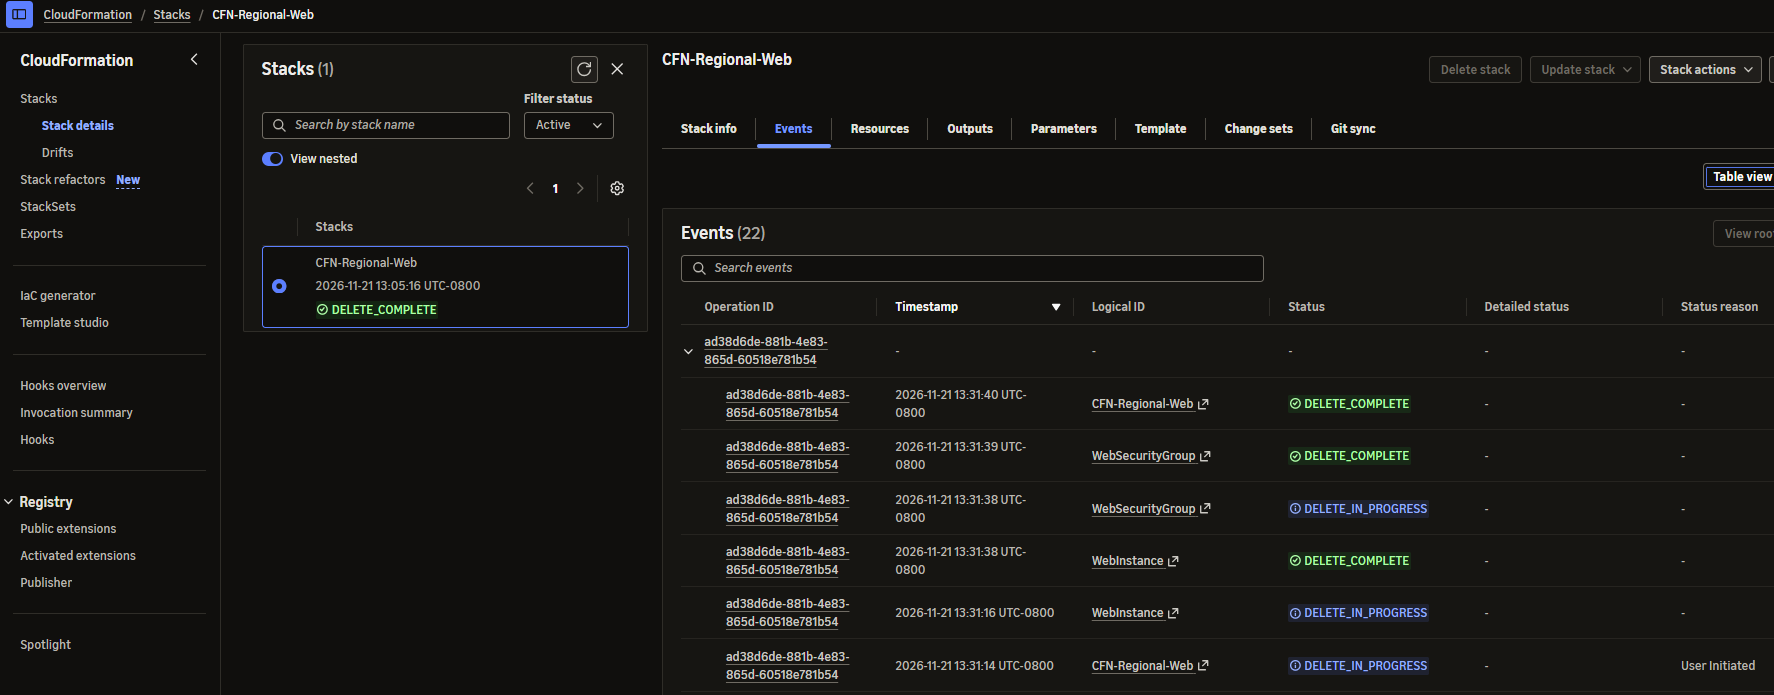 CloudFormation / Stacks / CFN-Regional-Web
CloudFormation
Stacks
Stack details
Drifts
Stack refactors New
StackSets
Exports
IaC generator
Template studio
Hooks overview
Invocation summary
Hooks
Registry
Public extensions
Activated extensions
Publisher
Spotlight
Stacks (1)
Filter status
Search by stack name
Active
View nested
1
Stacks
CFN-Regional-Web
2026-11-21 13:05:16 UTC-0800
DELETE_COMPLETE
CFN-Regional-Web
Delete stack Update stack Stack actions
Stack info Events Resources Outputs Parameters Template Change sets Git sync
Table view
Events (22)
View roo
Search events
Operation ID Timestamp Logical ID Status Detailed status Status reason
ad38d6de-881b-4e83-
865d-60518e781b54
- - - - -
ad38d6de-881b-4e83-
865d-60518e781b54
2026-11-21 13:31:40 UTC-
0800
CFN-Regional-Web DELETE_COMPLETE - -
ad38d6de-881b-4e83-
865d-60518e781b54
2026-11-21 13:31:39 UTC-
0800
WebSecurityGroup DELETE_COMPLETE - -
ad38d6de-881b-4e83-
865d-60518e781b54
2026-11-21 13:31:38 UTC-
0800
WebSecurityGroup DELETE_IN_PROGRESS - -
ad38d6de-881b-4e83-
865d-60518e781b54
2026-11-21 13:31:38 UTC-
0800
WebInstance DELETE_COMPLETE - -
ad38d6de-881b-4e83-
865d-60518e781b54
2026-11-21 13:31:16 UTC-0800
WebInstance DELETE_IN_PROGRESS - -
ad38d6de-881b-4e83-
865d-60518e781b54
2026-11-21 13:31:14 UTC-0800
CFN-Regional-Web DELETE_IN_PROGRESS - User Initiated